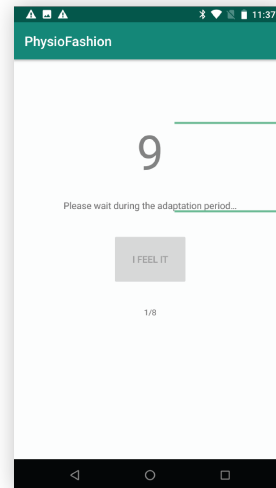 11:37
PhysioFashion
9
Please wait during the adaptation period...
I FEEL IT
1/8